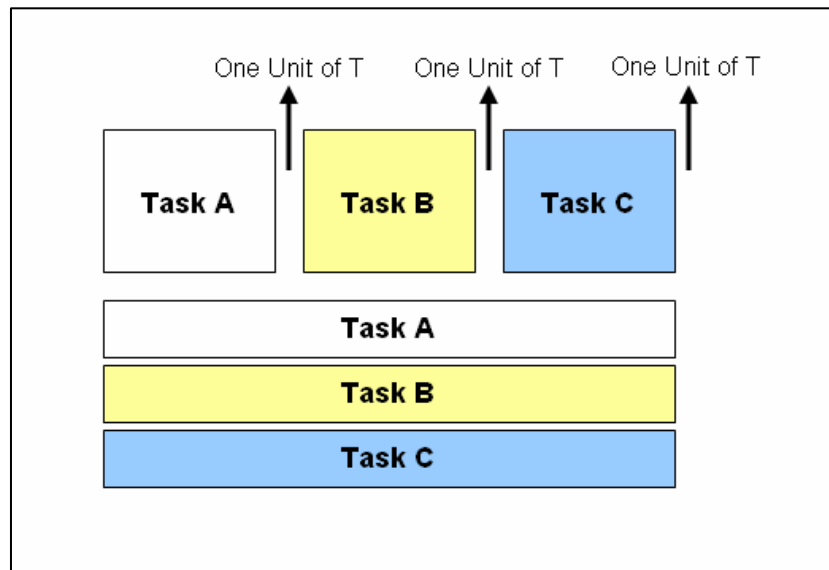 One Unit of T One Unit of T One Unit of T
Task A Task B Task C
Task A
Task B
Task C